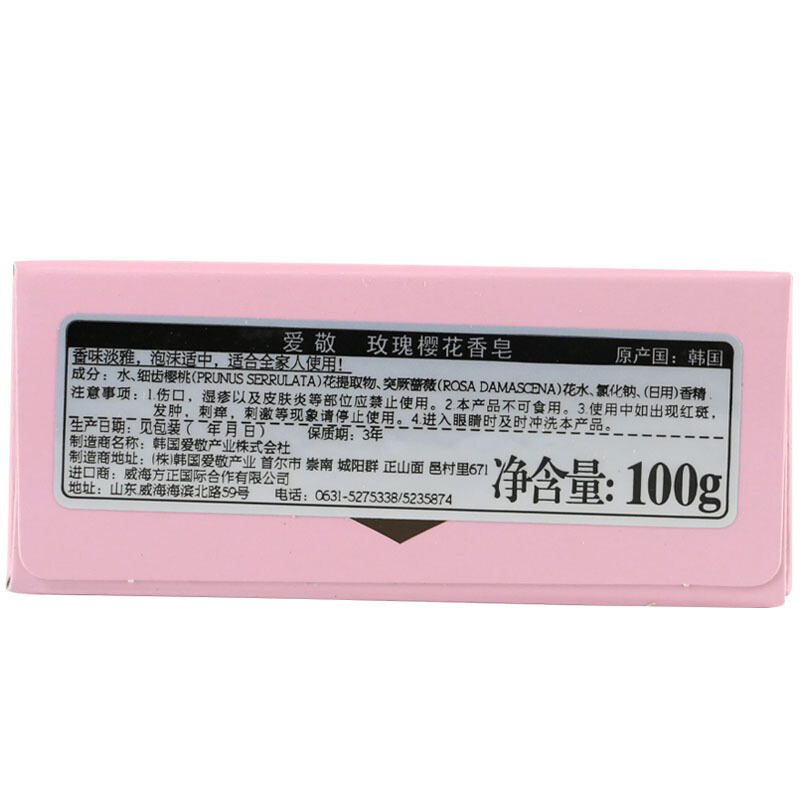 爱敬 玫瑰樱花香皂 原产国：韩国
香味淡雅，泡沫适中，适合全家人使用！
成分：水、细齿樱桃(PRUNUS SERRULATA)花提取物、突厥蔷薇(ROSA DAMASCENA)花水、氯化钠、(日用)香精
注意事项：1.伤口，湿疹以及皮肤炎等部位应禁止使用。2 本产品不可食用。3.使用中如出现红斑，
发肿，刺痒，刺激等现象请停止使用。4.进入眼睛时及时冲洗本产品。
生产日期：见包装（ 年月日） 保质期：3年
制造商名称：韩国爱敬产业株式会社
制造商地址：(株)韩国爱敬产业 首尔市 崇南 城阳群 正山面 邑村里671
进口商：威海方正国际合作有限公司
地址：山东威海海滨北路59号 电话：0631-5275338/5235874
净含量：100g